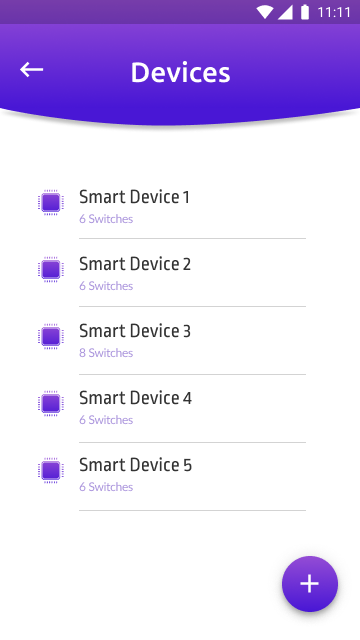 11:11
Devices
Smart Device 1
6 Switches
Smart Device 2
6 Switches
Smart Device 3
8 Switches
Smart Device 4
6 Switches
Smart Device 5
6 Switches